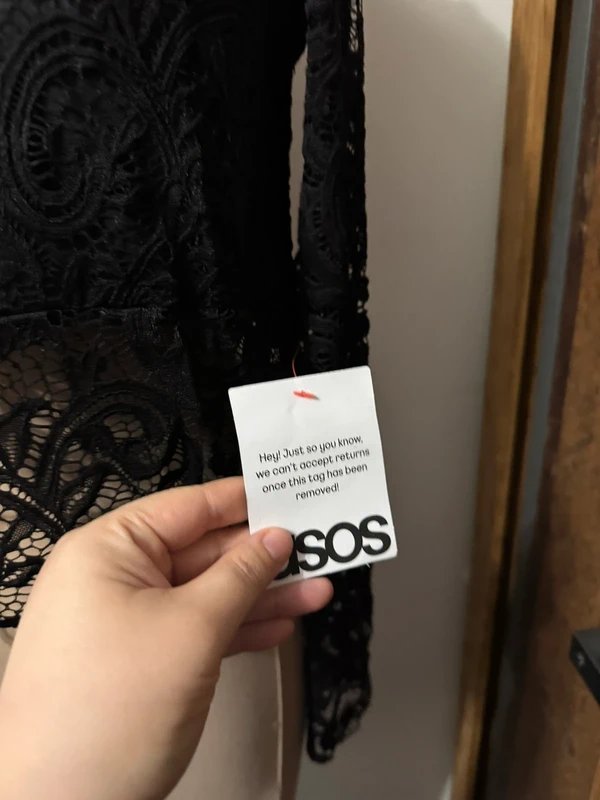 Hey! Just so you know,
we can't accept returns
once this tag has been
removed!
asos